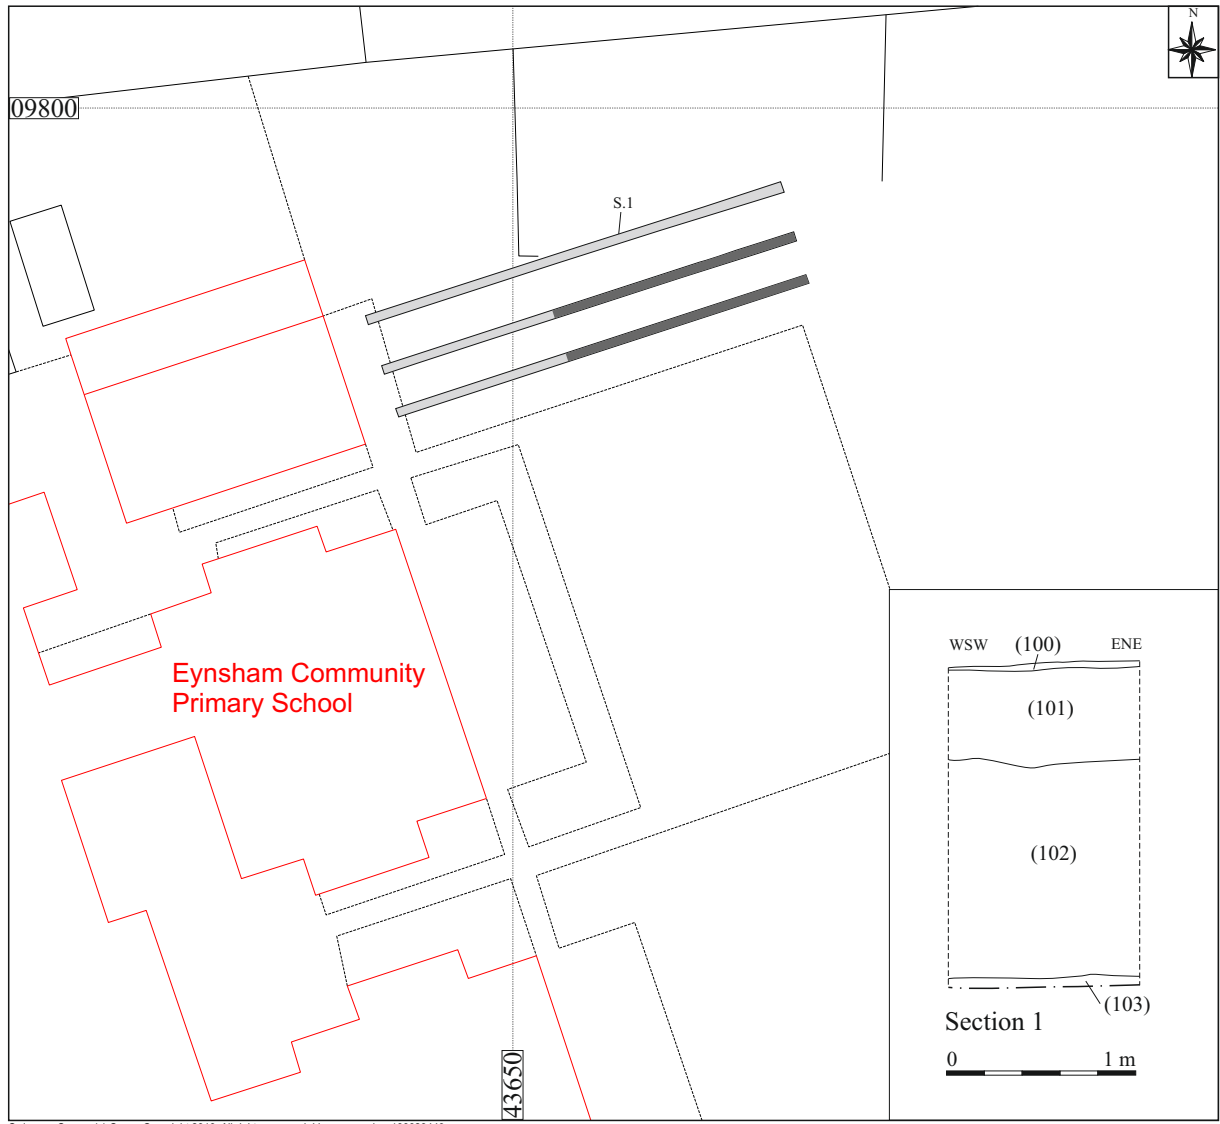 N
09800
S.1
Eynsham Community
Primary School
WSW (100) ENE
(101)
(102)
(103)
Section 1
0 1 m
43650